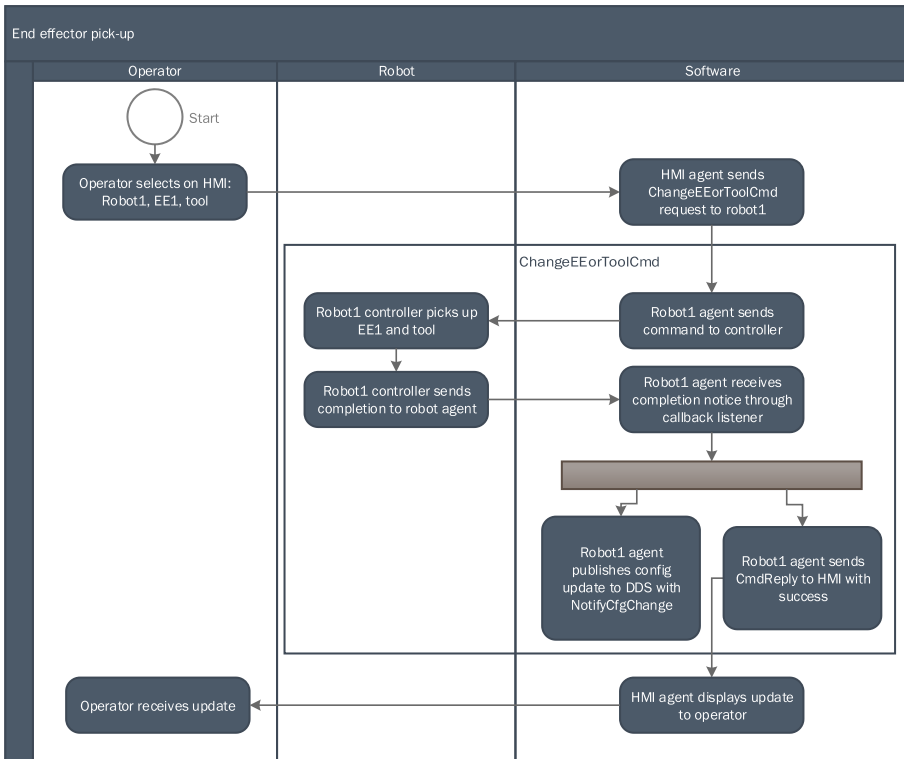 End effector pick-up
Operator
Robot
Software
Start
Operator selects on HMI:
Robot1, EE1, tool
HMI agent sends
ChangeEEorToolCmd
request to robot1
ChangeEEorToolCmd
Robot1 controller picks up
EE1 and tool
Robot1 agent sends
command to controller
Robot1 controller sends
completion to robot agent
Robot1 agent receives
completion notice through
callback listener
Robot1 agent
publishes config
update to DDS with
NotifyCfgChange
Robot1 agent sends
CmdReply to HMI with
success
Operator receives update
HMI agent displays update
to operator